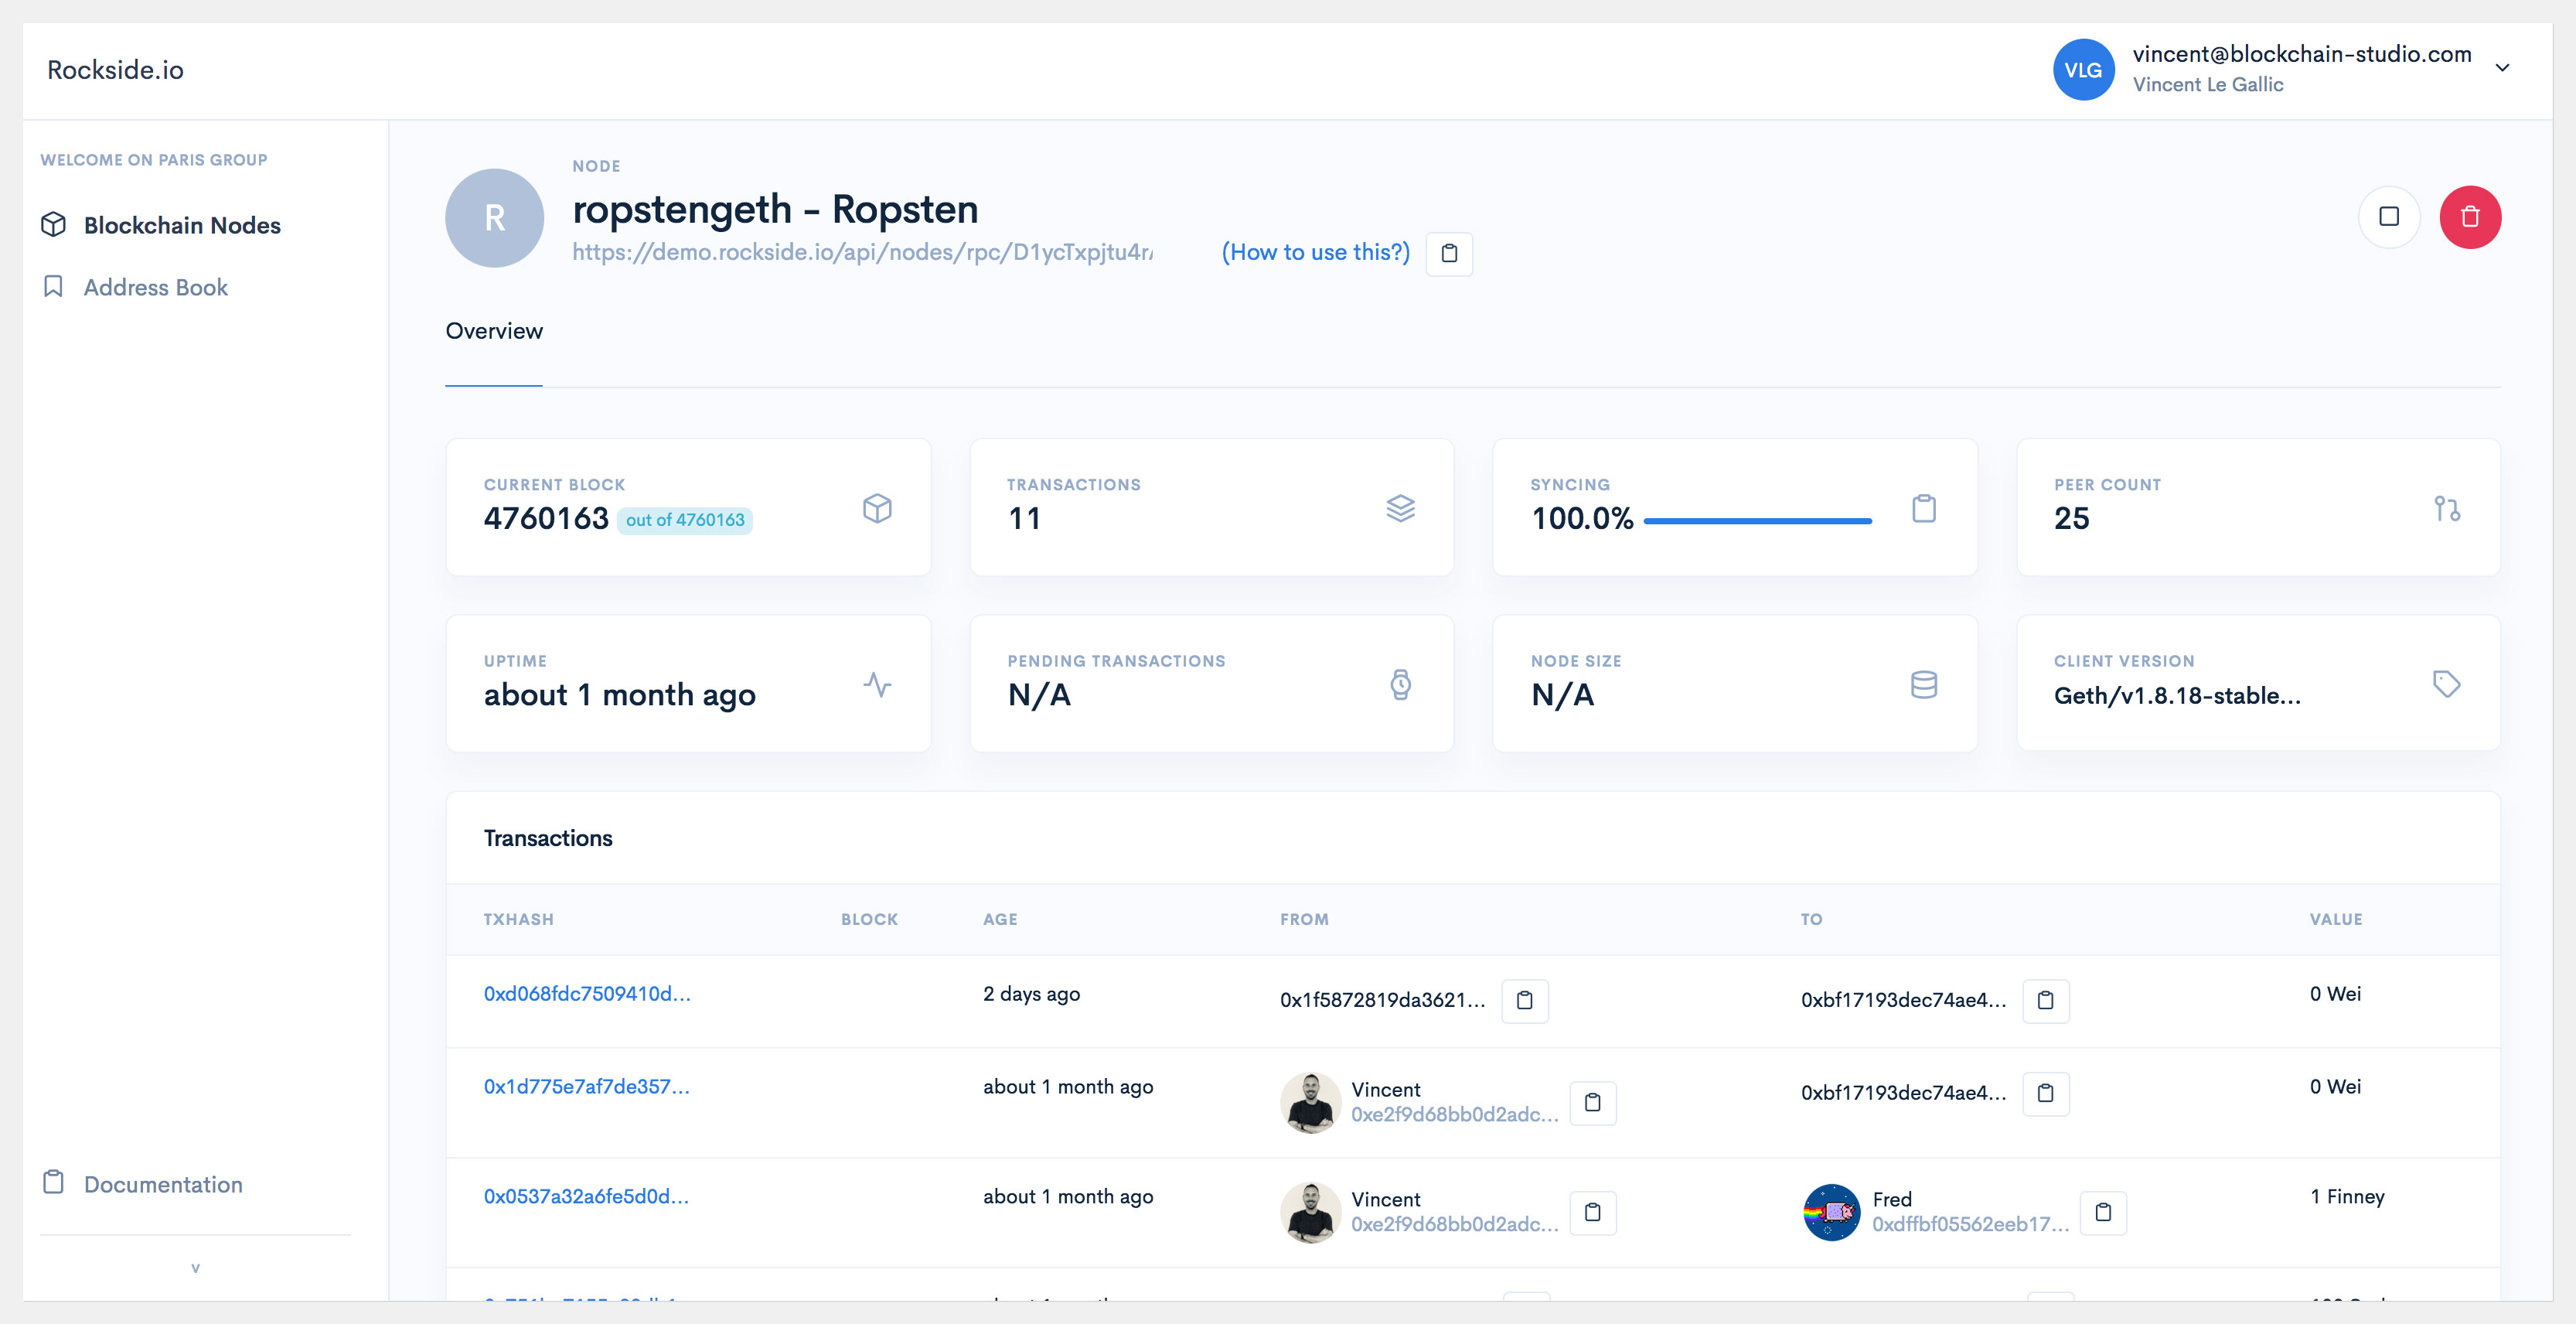 Rockside.io
VLG
vincent@blockchain-studio.com
Vincent Le Gallic
WELCOME ON PARIS GROUP
Blockchain Nodes
Address Book
Documentation
v
R
NODE
ropstengeth - Ropsten
https://demo.rockside.io/api/nodes/rpc/D1ycTxpjtu4r
(How to use this?)
Overview
CURRENT BLOCK
4760163 out of 4760163
TRANSACTIONS
11
SYNCING
100.0%
PEER COUNT
25
UPTIME
about 1 month ago
PENDING TRANSACTIONS
N/A
NODE SIZE
N/A
CLIENT VERSION
Geth/v1.8.18-stable...
Transactions
TXHASH BLOCK AGE FROM TO VALUE
0xd068fdc7509410d... 2 days ago 0x1f5872819da3621... 0xbf17193dec74ae4... 0 Wei
0x1d775e7af7de357... about 1 month ago Vincent 0xbf17193dec74ae4... 0 Wei
0xe2f9d68bb0d2adc...
0x0537a32a6fe5d0d... about 1 month ago Vincent Fred 1 Finney
0xe2f9d68bb0d2adc... 0xdffbf05562eeb17...